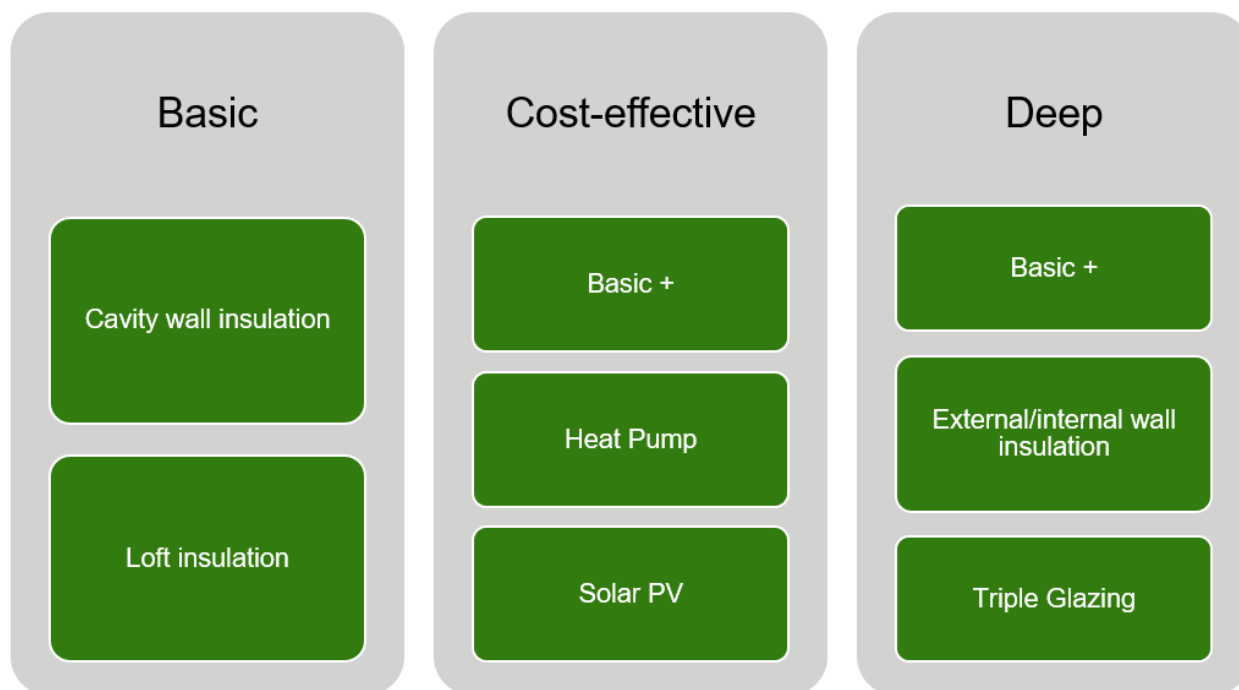 Basic
Cavity wall insulation
Loft insulation
Cost-effective
Basic +
Heat Pump
Solar PV
Deep
Basic +
External/internal wall
insulation
Triple Glazing